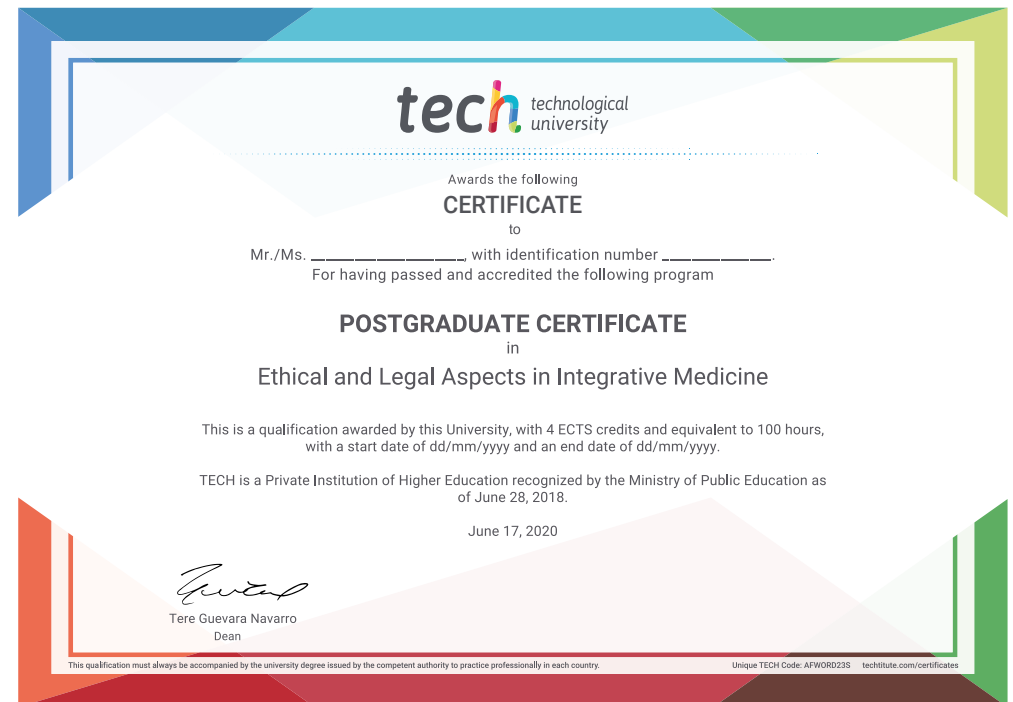 tech technological
university
Awards the following
CERTIFICATE
to
Mr./Ms. ____________________, with identification number ______________.
For having passed and accredited the following program
POSTGRADUATE CERTIFICATE
in
Ethical and Legal Aspects in Integrative Medicine
This is a qualification awarded by this University, with 4 ECTS credits and equivalent to 100 hours,
with a start date of dd/mm/yyyy and an end date of dd/mm/yyyy.
TECH is a Private Institution of Higher Education recognized by the Ministry of Public Education as
of June 28, 2018.
June 17, 2020
Tere Guevara Navarro
Dean
This qualification must always be accompanied by the university degree issued by the competent authority to practice professionally in each country.
Unique TECH Code: AFWORD23S techtitute.com/certificates